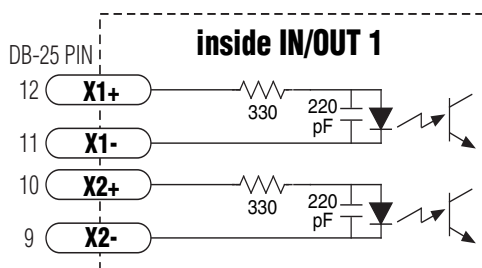 inside IN/OUT 1
DB-25 PIN
12 X1+
330
220
pF
11 X1-
10 X2+
330
220
pF
9 X2-